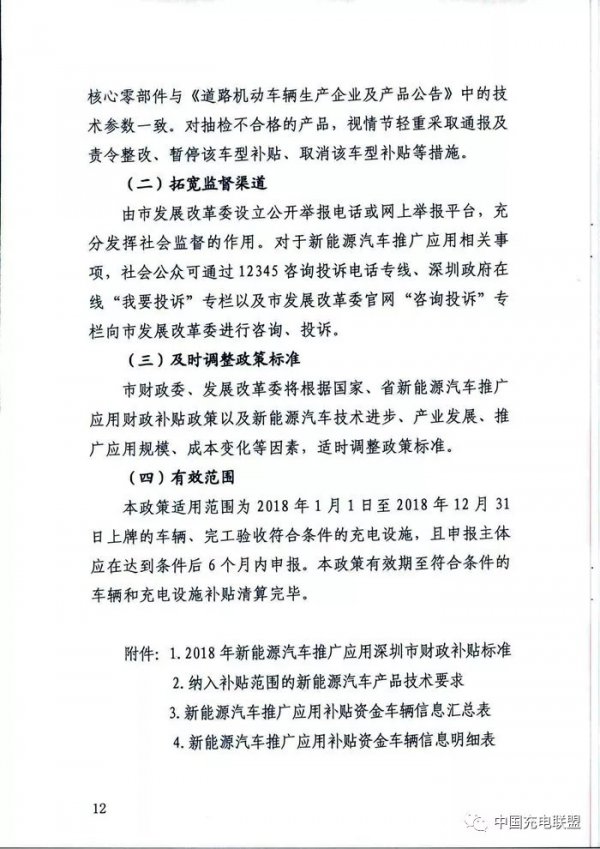 核心零部件与《道路机动车辆生产企业及产品公告》中的技
术参数一致。对抽检不合格的产品，视情节轻重采取通报及
责令整改、暂停该车型补贴、取消该车型补贴等措施。
（二）拓宽监督渠道
由市发展改革委设立公开举报电话或网上举报平台，充
分发挥社会监督的作用。对于新能源汽车推广应用相关事
项，社会公众可通过 12345 咨询投诉电话专线、深圳政府在
线“我要投诉”专栏以及市发展改革委官网“咨询投诉”专
栏向市发展改革委进行咨询、投诉。
（三）及时调整政策标准
市财政委、发展改革委将根据国家、省新能源汽车推广
应用财政补贴政策以及新能源汽车技术进步、产业发展、推
广应用规模、成本变化等因素，适时调整政策标准。
（四）有效范围
本政策适用范围为 2018 年 1 月 1 日至 2018 年 12 月 31
日上牌的车辆、完工验收符合条件的充电设施，且申报主体
应在达到条件后 6 个月内申报。本政策有效期至符合条件的
车辆和充电设施补贴清算完毕。
附件：1.2018 年新能源汽车推广应用深圳市财政补贴标准
2.纳入补贴范围的新能源汽车产品技术要求
3.新能源汽车推广应用补贴资金车辆信息汇总表
4.新能源汽车推广应用补贴资金车辆信息明细表
12
中国充电联盟